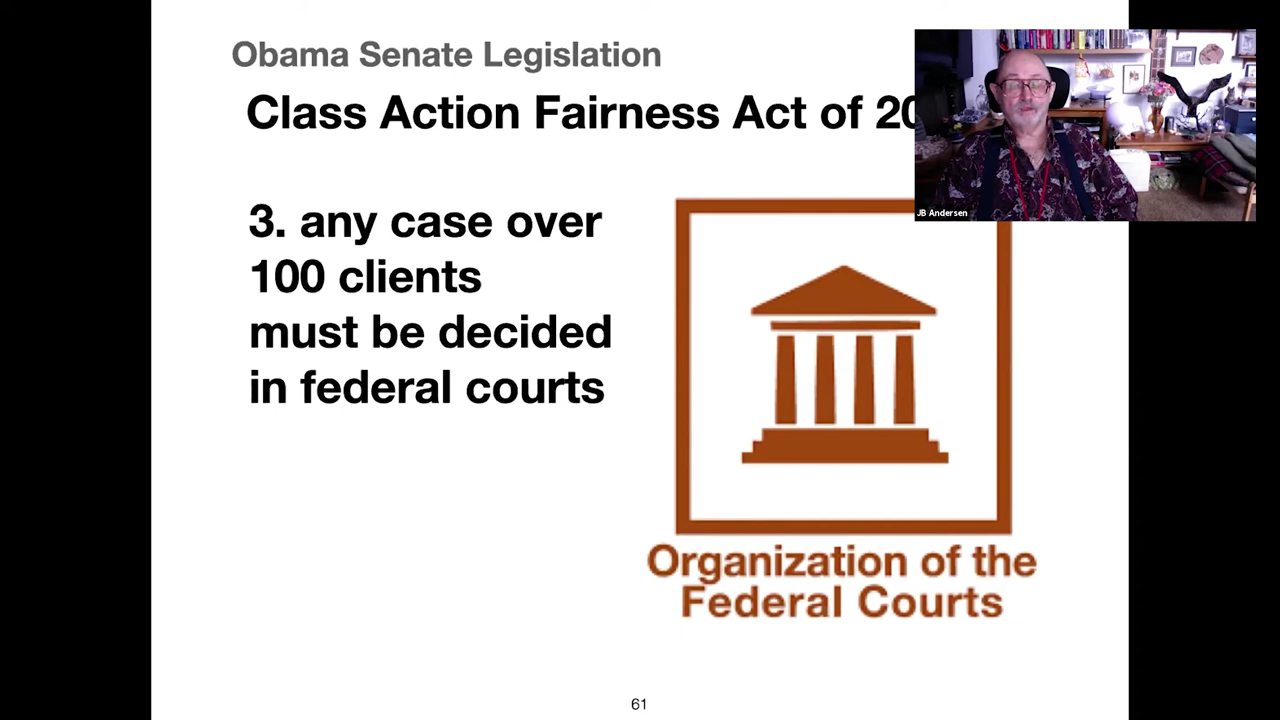 Obama Senate Legislation
Class Action Fairness Act of 20
JB Andersen
3. any case over
100 clients
must be decided
in federal courts
Organization of the
Federal Courts
61